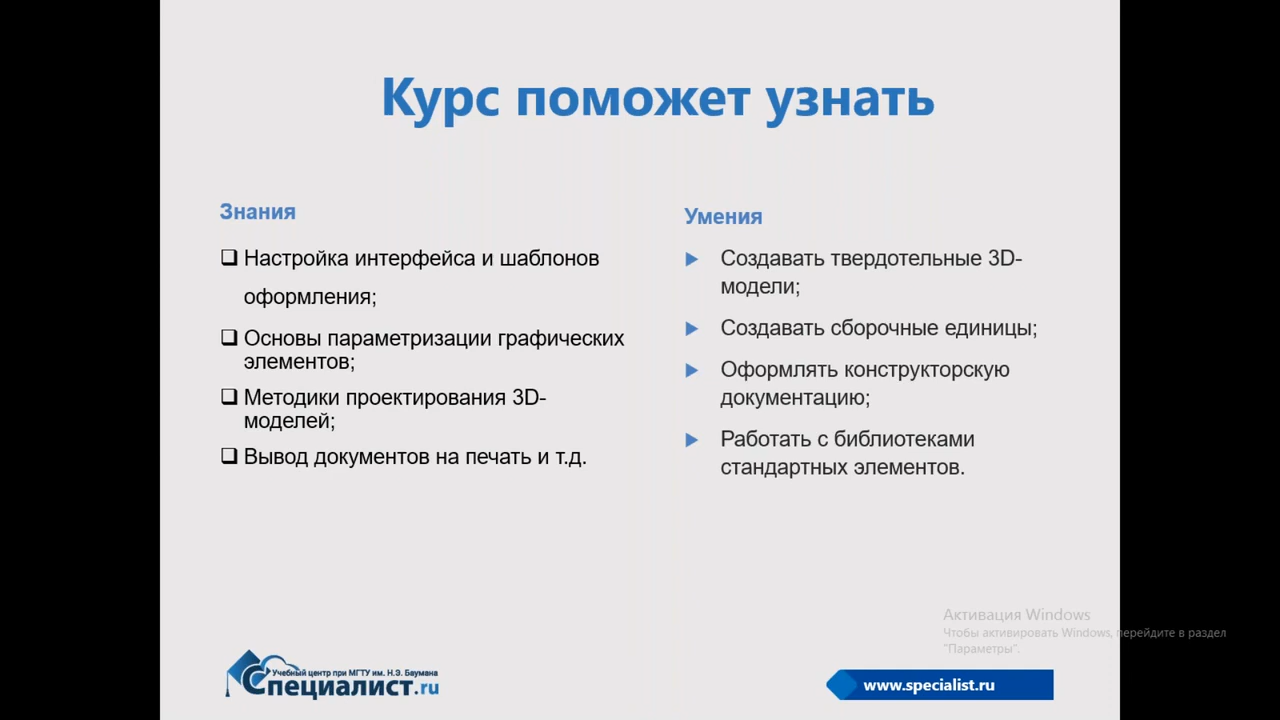 Курс поможет узнать
Знания
Настройка интерфейса и шаблонов
оформления;
Основы параметризации графических
элементов;
Методики проектирования 3D-
моделей;
Вывод документов на печать и т.д.
Умения
Создавать твердотельные 3D-
модели;
Создавать сборочные единицы;
Оформлять конструкторскую
документацию;
Работать с библиотеками
стандартных элементов.
Активация Windows
Чтобы активировать Windows, перейдите в раздел
"Параметры".
Учебный центр при МГТУ им. Н.Э. Баумана
Специалист.ru
www.specialist.ru